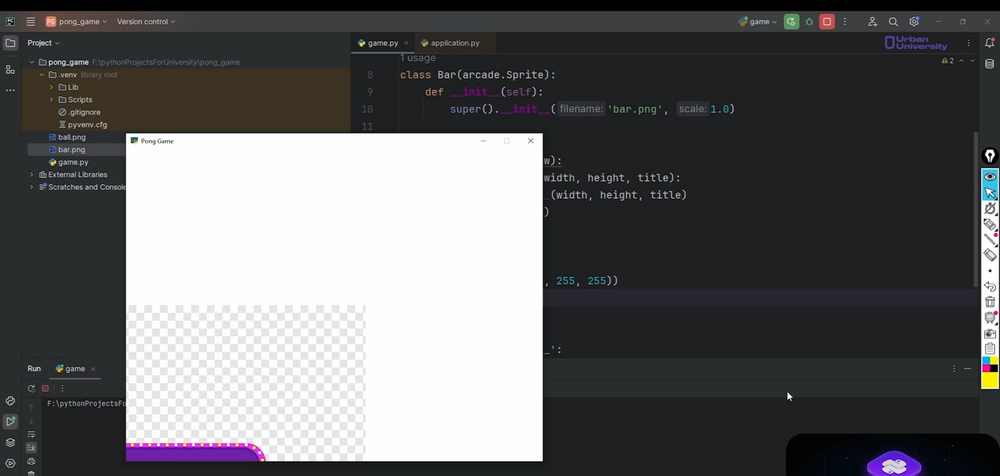 PC
PG pong_game
Version control
game
Project
game.py
application.py
Urban
University
pong_game F:\pythonProjectsForUniversity\pong_game
.venv library root
Lib
Scripts
.gitignore
pyvenv.cfg
ball.png
bar.png
game.py
External Libraries
Scratches and Console
1 usage
2
8 class Bar(arcade.Sprite):
9 def __init__(self):
10 super().__init__( filename: 'bar.png', scale: 1.0)
11
Pong Game
w):
width, height, title):
_(width, height, title)
)
, 255, 255))
_':
Run game
F:\pythonProjectsFo